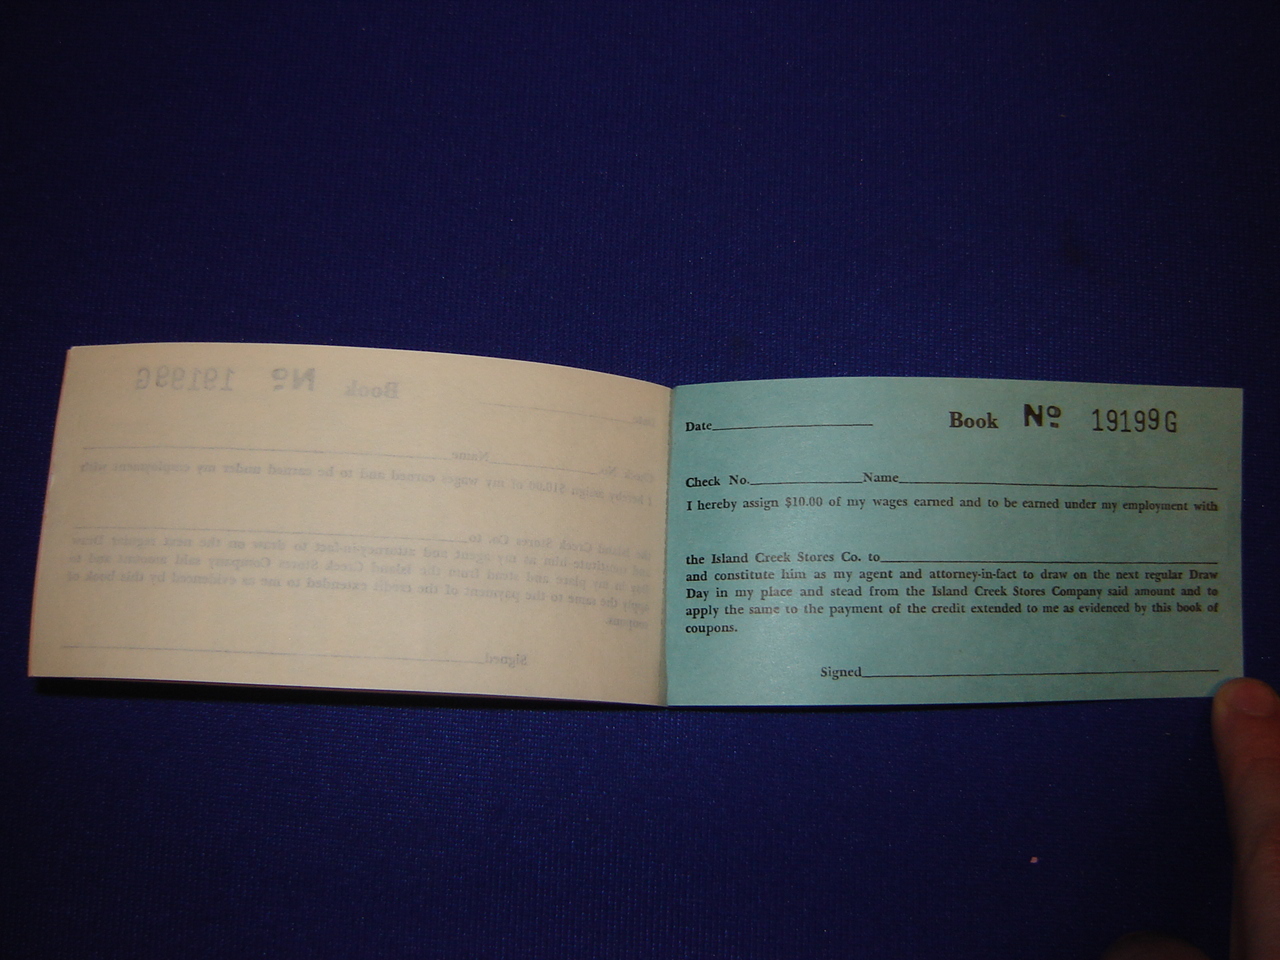 Date
Book Nº 19199G
Check No. Name
I hereby assign $10.00 of my wages earned and to be earned under my employment with
the Island Creek Stores Co. to
and constitute him as my agent and attorney-in-fact to draw on the next regular Draw
Day in my place and stead from the Island Creek Stores Company said amount and to
apply the same to the payment of the credit extended to me as evidenced by this book of
coupons.
Signed